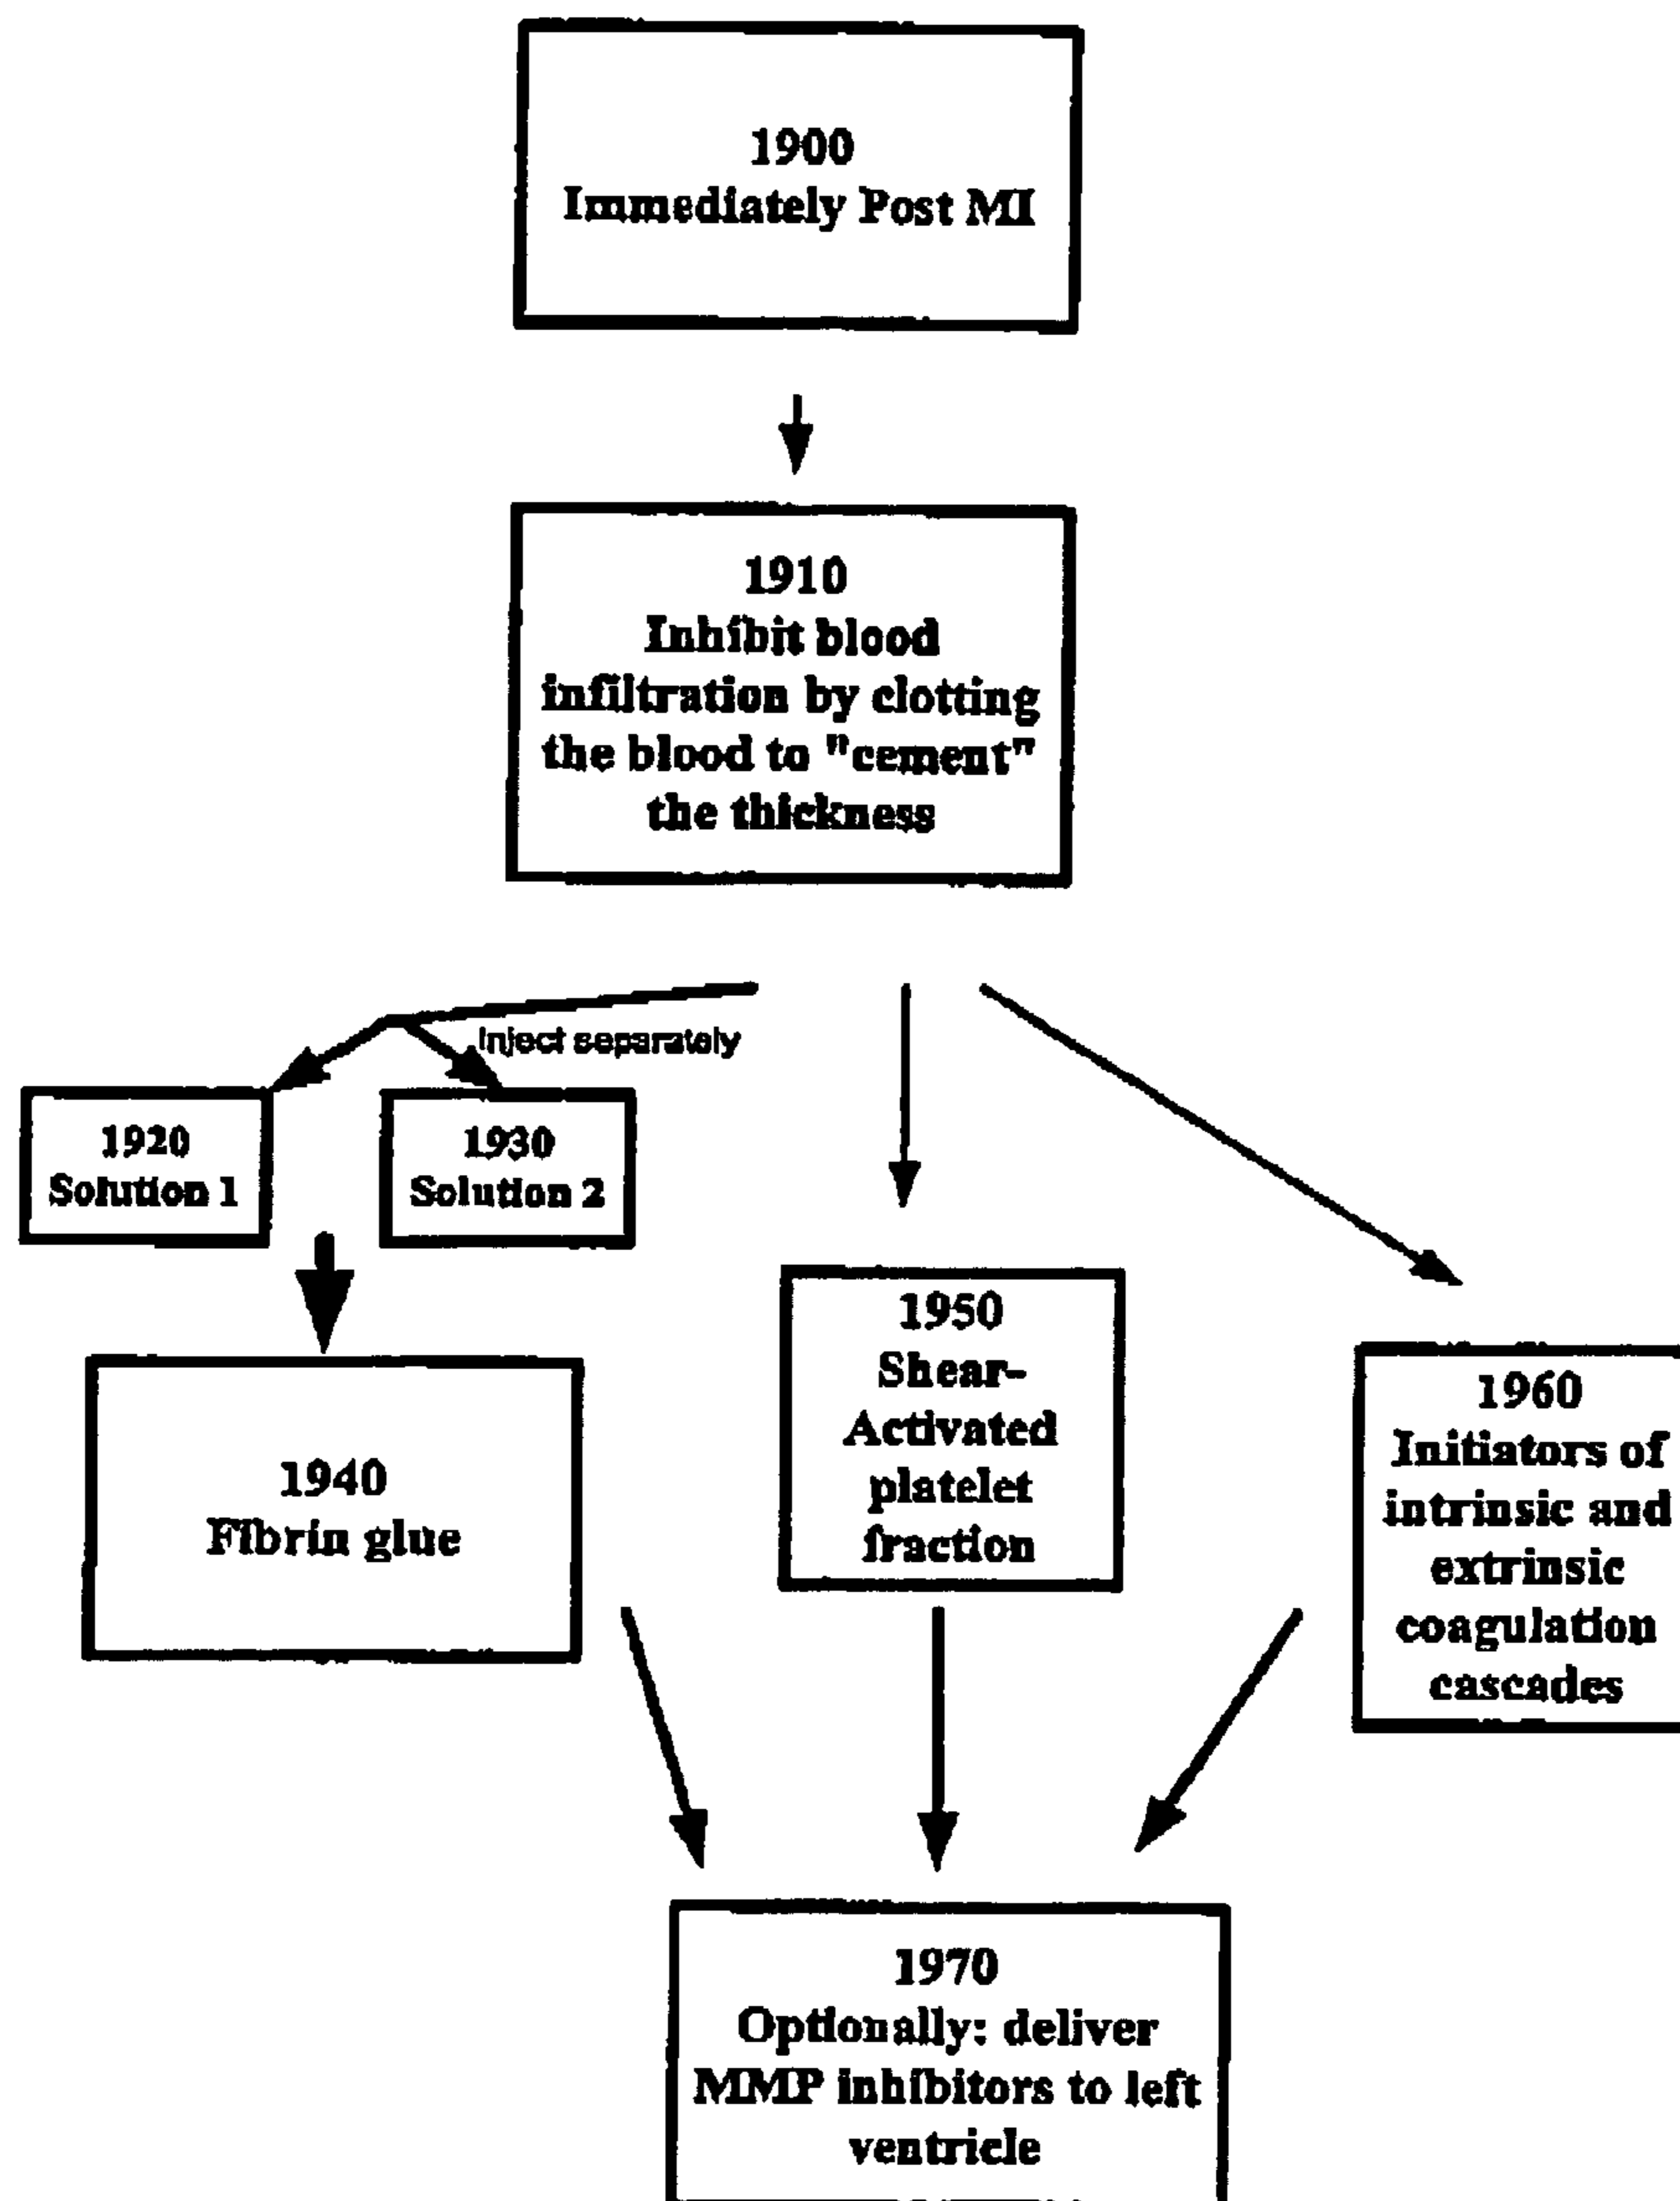 1900
Immediately Post MI
1910
Inhibit blood
infiltration by clotting
the blood to "cement"
the thickness
Inject separately
1920
Solution 1
1930
Solution 2
1940
Fibrin glue
1950
Shear-
Activated
platelet
fraction
1960
Initiators of
intrinsic and
extrinsic
coagulation
cascades
1970
Optionally: deliver
MMP inhibitors to left
ventricle